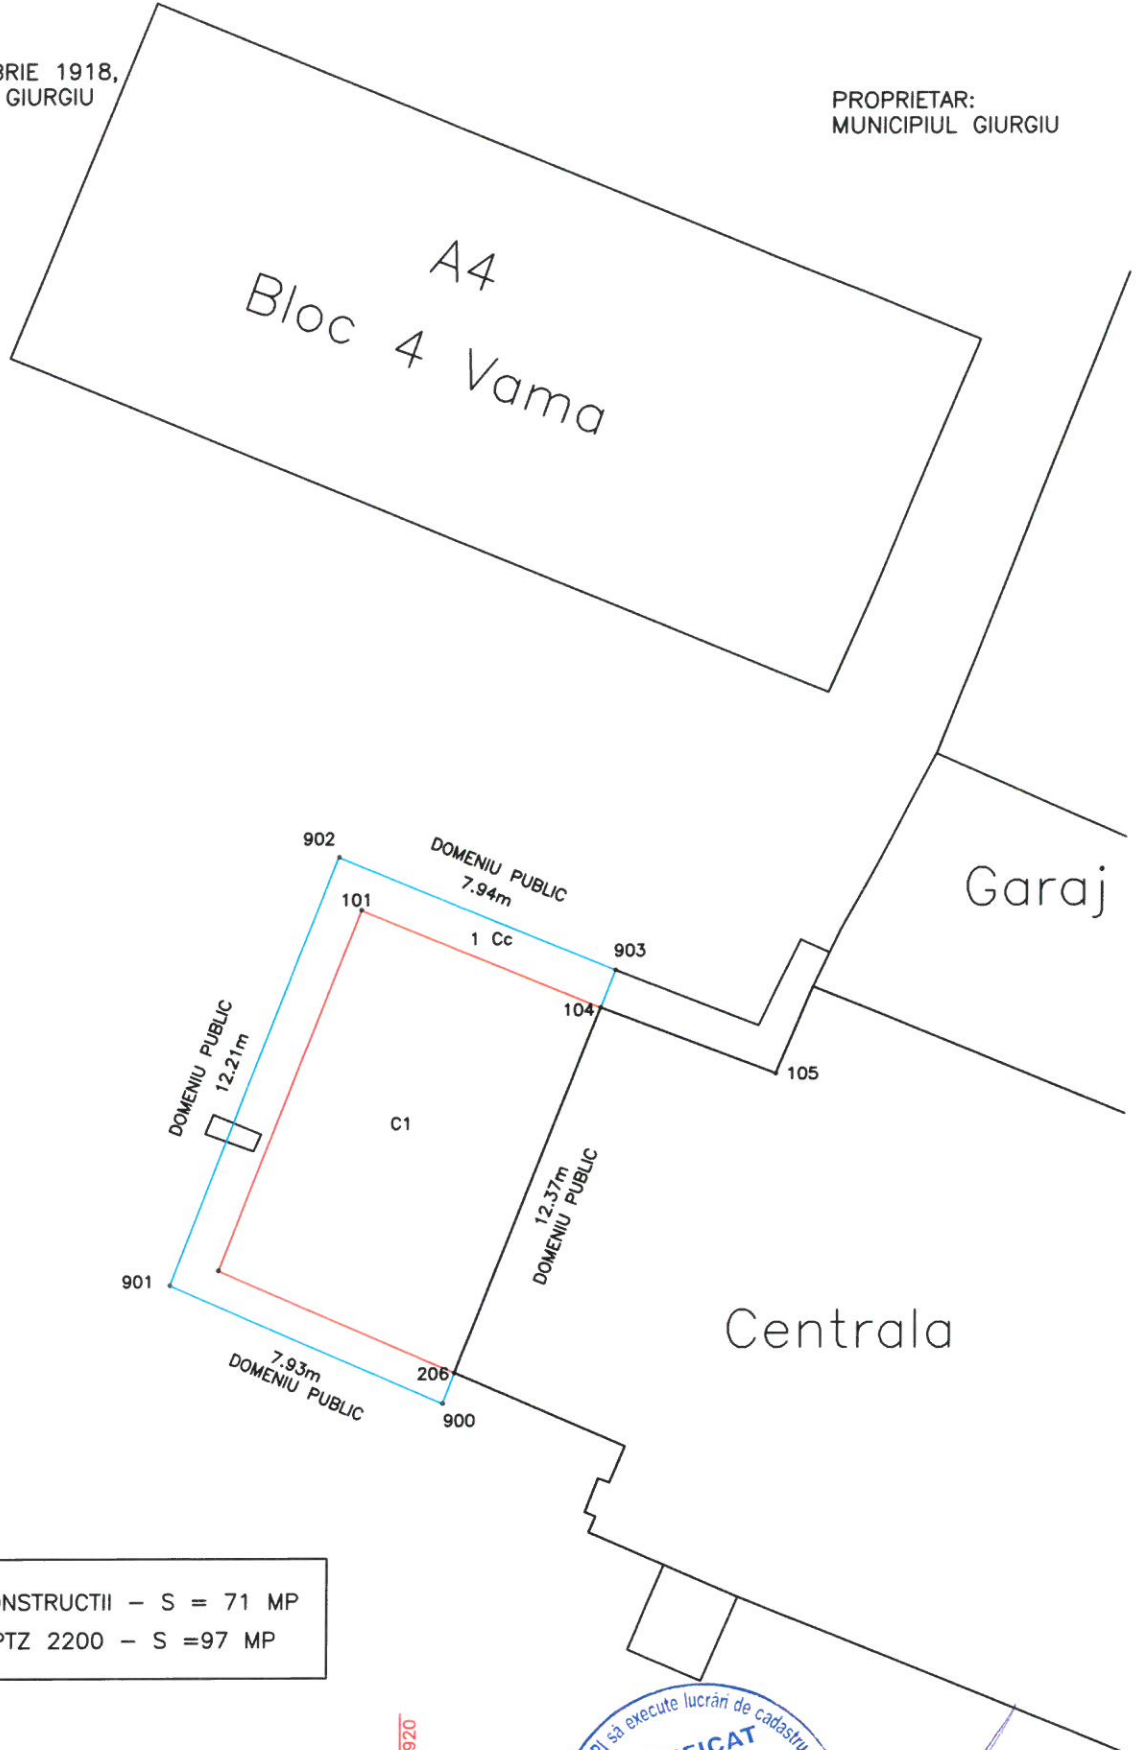 BRIE 1918,
GIURGIU
PROPRIETAR:
MUNICIPIUL GIURGIU
A4
Bloc 4 Vama
Garaj
902
DOMENIU PUBLIC
7.94m
101
1 Cc
903
104
105
DOMENIU PUBLIC
12.21m
C1
12.37m
DOMENIU PUBLIC
901
Centrala
7.93m
DOMENIU PUBLIC
206
900
NSTRUCTII – S = 71 MP
PTZ 2200 – S =97 MP
920
PI să execute lucrări de cadastru